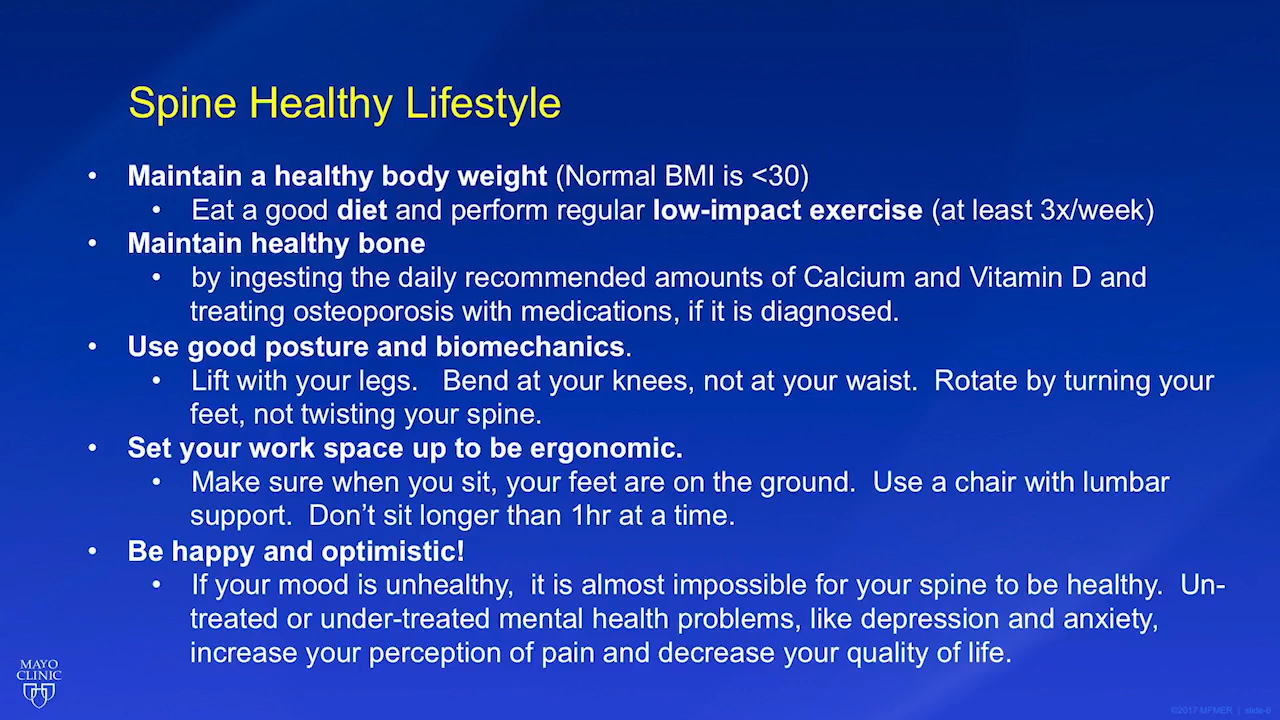 Spine Healthy Lifestyle
• Maintain a healthy body weight (Normal BMI is <30)
• Eat a good diet and perform regular low-impact exercise (at least 3x/week)
• Maintain healthy bone
• by ingesting the daily recommended amounts of Calcium and Vitamin D and
treating osteoporosis with medications, if it is diagnosed.
• Use good posture and biomechanics.
• Lift with your legs.   Bend at your knees, not at your waist.  Rotate by turning your
feet, not twisting your spine.
• Set your work space up to be ergonomic.
• Make sure when you sit, your feet are on the ground.  Use a chair with lumbar
support.  Don’t sit longer than 1hr at a time.
• Be happy and optimistic!
• If your mood is unhealthy,  it is almost impossible for your spine to be healthy.  Un-
treated or under-treated mental health problems, like depression and anxiety,
increase your perception of pain and decrease your quality of life.
MAYO
CLINIC
©2017 MFMER | slide-6